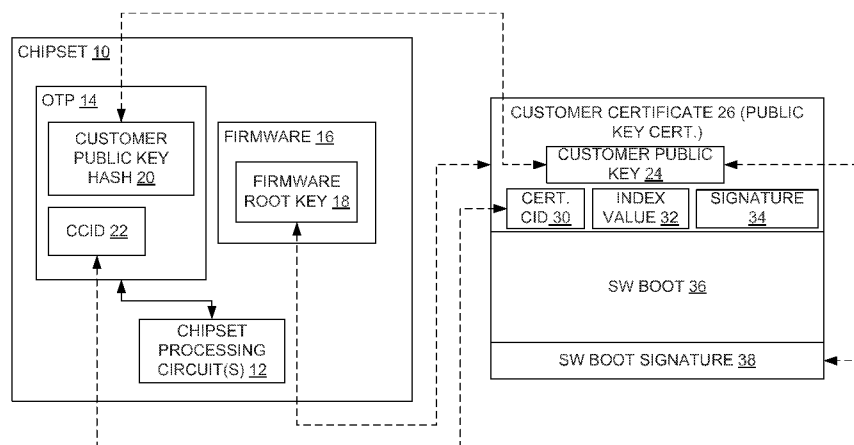 CHIPSET 10
OTP 14
CUSTOMER
PUBLIC KEY
HASH 20
CCID 22
FIRMWARE 16
FIRMWARE
ROOT KEY 18
CHIPSET
PROCESSING
CIRCUIT(S) 12
CUSTOMER CERTIFICATE 26 (PUBLIC
KEY CERT.)
CUSTOMER PUBLIC
KEY 24
CERT.
CID 30
INDEX
VALUE 32
SIGNATURE
34
SW BOOT 36
SW BOOT SIGNATURE 38